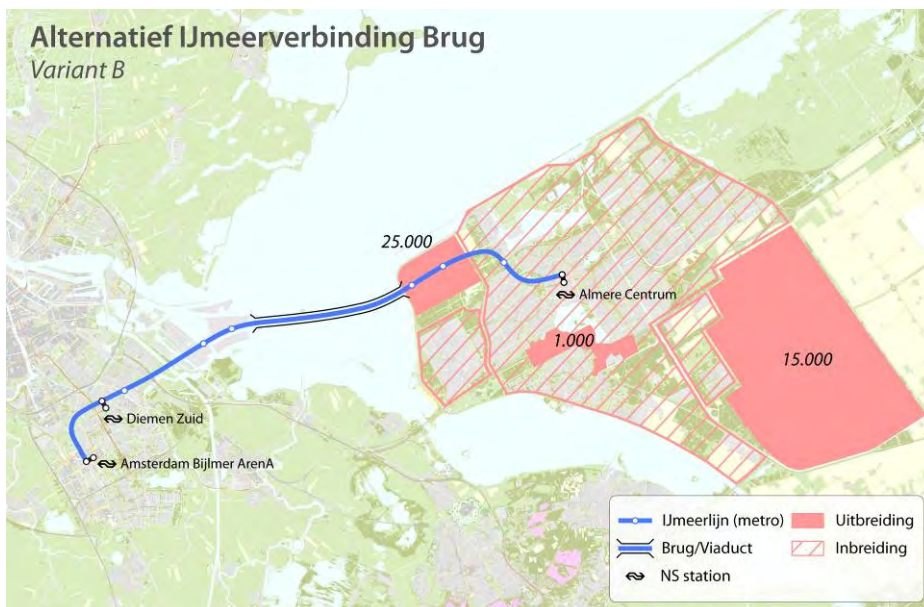 Alternatief IJmeerverbinding Brug
Variant B
25.000
Almere Centrum
1.000
15.000
Diemen Zuid
Amsterdam Bijlmer ArenA
IJmeerlijn (metro)
Uitbreiding
Brug/Viaduct
Inbreiding
NS station